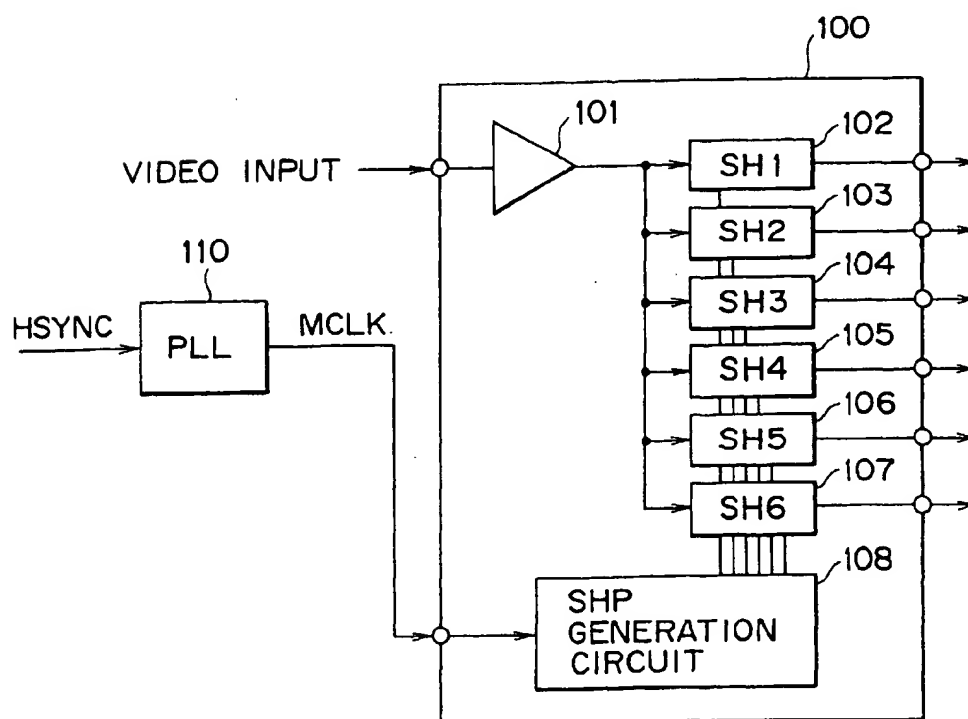 100
101
102
VIDEO INPUT
SH1
103
SH2
110
104
SH3
HSYNC
PLL
MCLK.
105
SH4
106
SH5
107
SH6
108
SHP
GENERATION
CIRCUIT